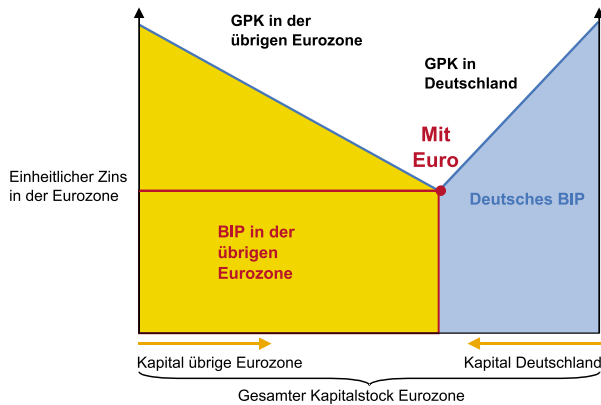 GPK in der
übrigen Eurozone
GPK in
Deutschland
Mit
Euro
Einheitlicher Zins
in der Eurozone
Deutsches BIP
BIP in der
übrigen
Eurozone
Kapital übrige Eurozone
Kapital Deutschland
Gesamter Kapitalstock Eurozone